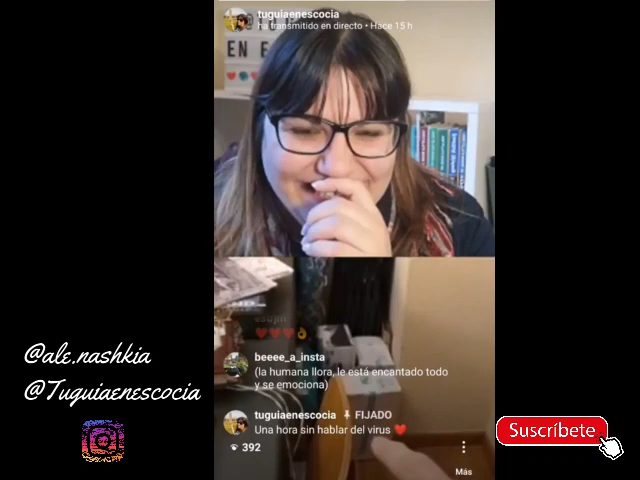 tuguiaenescocia
ha transmitido en directo • Hace 15 h
EN E
@ale.nashkia
@Tuguiaenescocia
beeee_a_insta
(la humana llora, le está encantado todo
y se emociona)
tuguiaenescocia FIJADO
Una hora sin hablar del virus ❤️
392
Más
Suscríbete